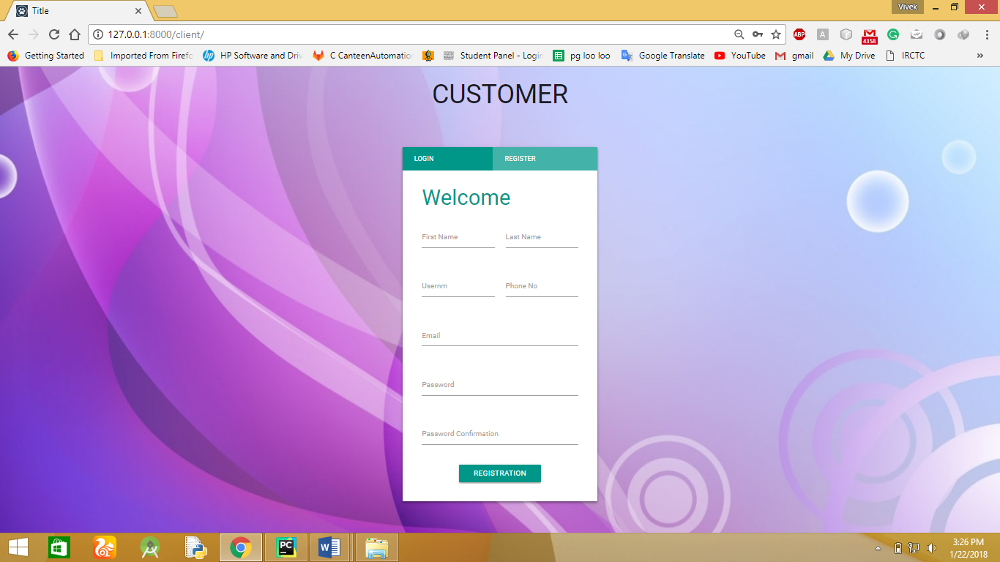 Title
Vivek
127.0.0.1:8000/client/
ABP
A
4358
G
Getting Started
Imported From Firefo
hp
HP Software and Driv
C CanteenAutomatio
Student Panel - Login
pg loo loo
Google Translate
YouTube
gmail
My Drive
IRCTC
»
CUSTOMER
LOGIN
REGISTER
Welcome
First Name
Last Name
Usernm
Phone No
Email
Password
Password Confirmation
REGISTRATION
PC
W
3:26 PM
1/22/2018